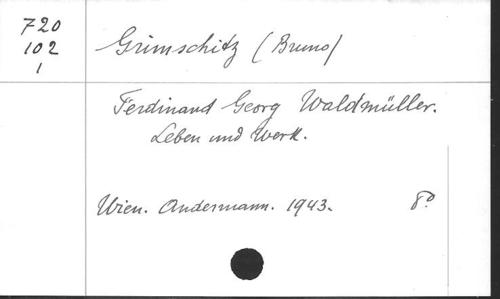 720
102
1
Grimschitz (Bruno)
Ferdinand Georg Waldmüller.
Leben und Werk.
Wien. Andermann. 1943. 8°